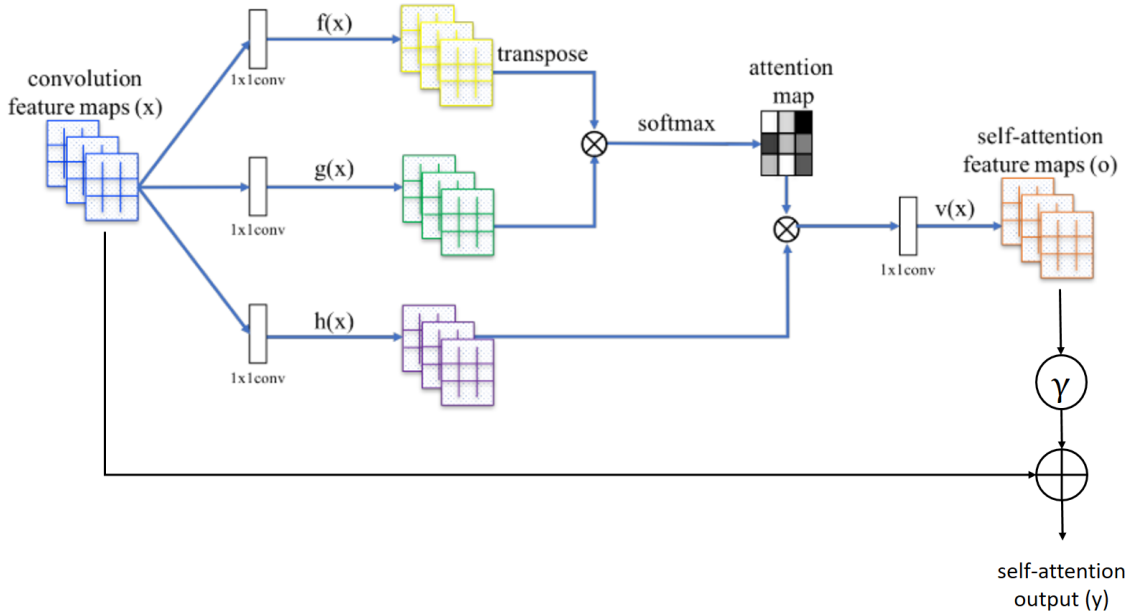 f(x)
1x1conv
transpose
convolution
feature maps (x)
attention
map
softmax
self-attention
feature maps (o)
g(x)
1x1conv
v(x)
1x1conv
h(x)
1x1conv
γ
self-attention
output (y)